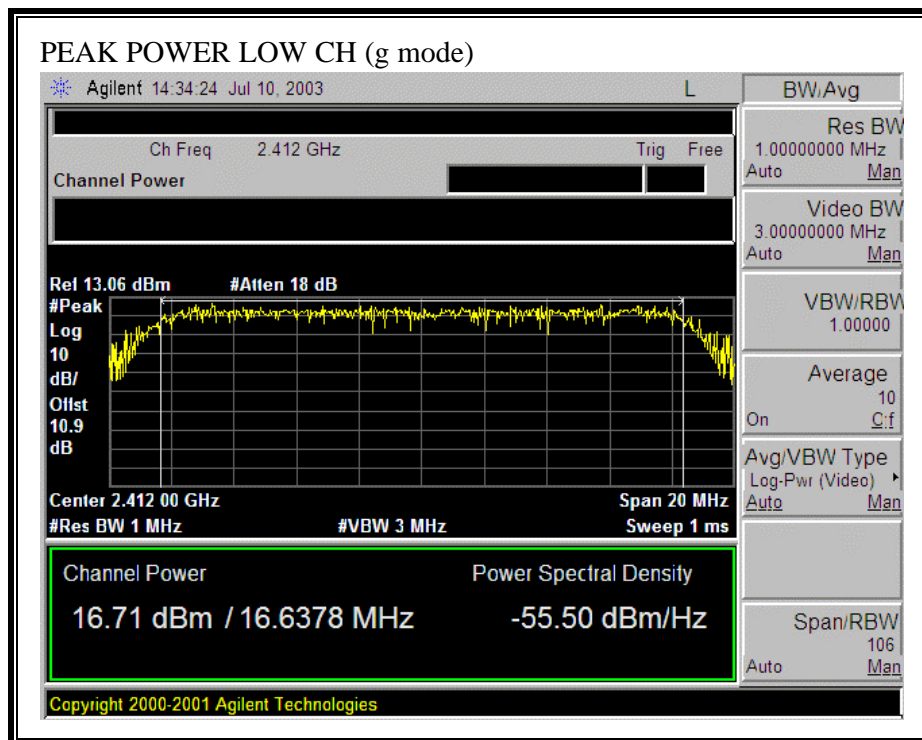 PEAK POWER LOW CH (g mode)
Agilent 14:34:24 Jul 10, 2003 L
BW/Avg
Ch Freq 2.412 GHz Trig Free
Channel Power
Res BW
1.00000000 MHz
Auto Man
Video BW
3.00000000 MHz
Auto Man
VBW/RBW
1.00000
Average
10
On
Avg/VBW Type
Log-Pwr (Video)
Auto Man
Span/RBW
106
Auto Man
Ref 13.06 dBm #Atten 18 dB
#Peak
Log
10
dB/
Offst
10.9
dB
Center 2.412 00 GHz Span 20 MHz
#Res BW 1 MHz #VBW 3 MHz Sweep 1 ms
Channel Power Power Spectral Density
16.71 dBm / 16.6378 MHz -55.50 dBm/Hz
Copyright 2000-2001 Agilent Technologies